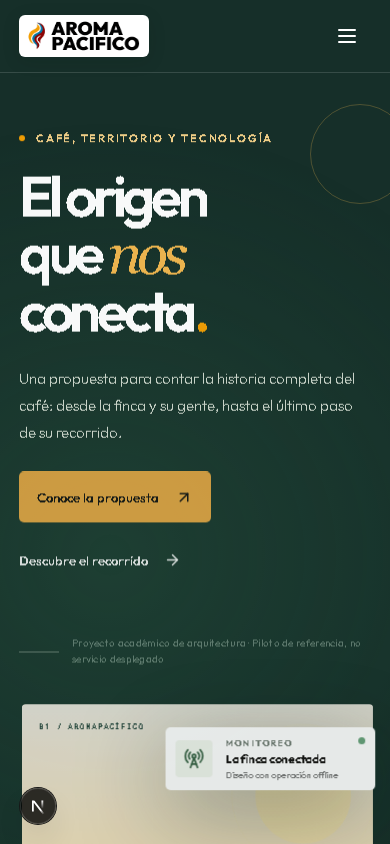 AROMA
PACIFICO
CAFÉ, TERRITORIO Y TECNOLOGÍA
El origen
que nos
conecta.
Una propuesta para contar la historia completa del
café: desde la finca y su gente, hasta el último paso
de su recorrido.
Conoce la propuesta
Descubre el recorrido
Proyecto académico de arquitectura · Piloto de referencia, no
servicio desplegado
B1 / AROMAPACÍFICO
MONITOREO
La finca conectada
Diseño con operación offline
N